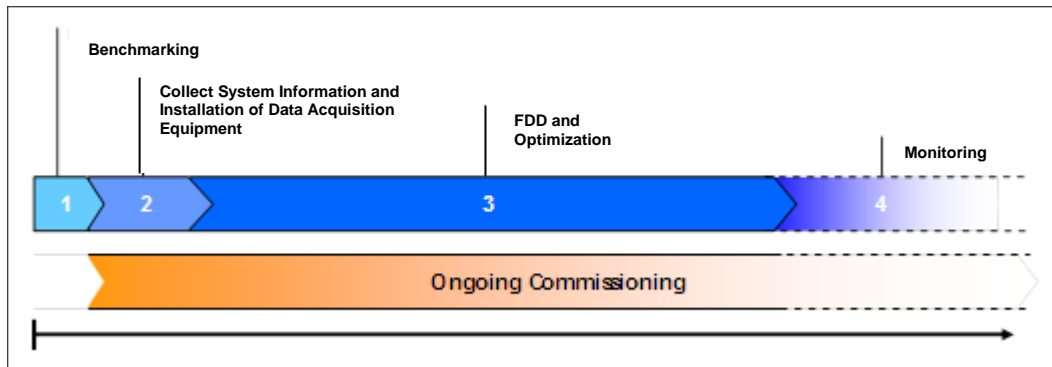 Benchmarking
Collect System Information and
Installation of Data Acquisition
Equipment
FDD and
Optimization
Monitoring
1
2
3
4
Ongoing Commissioning